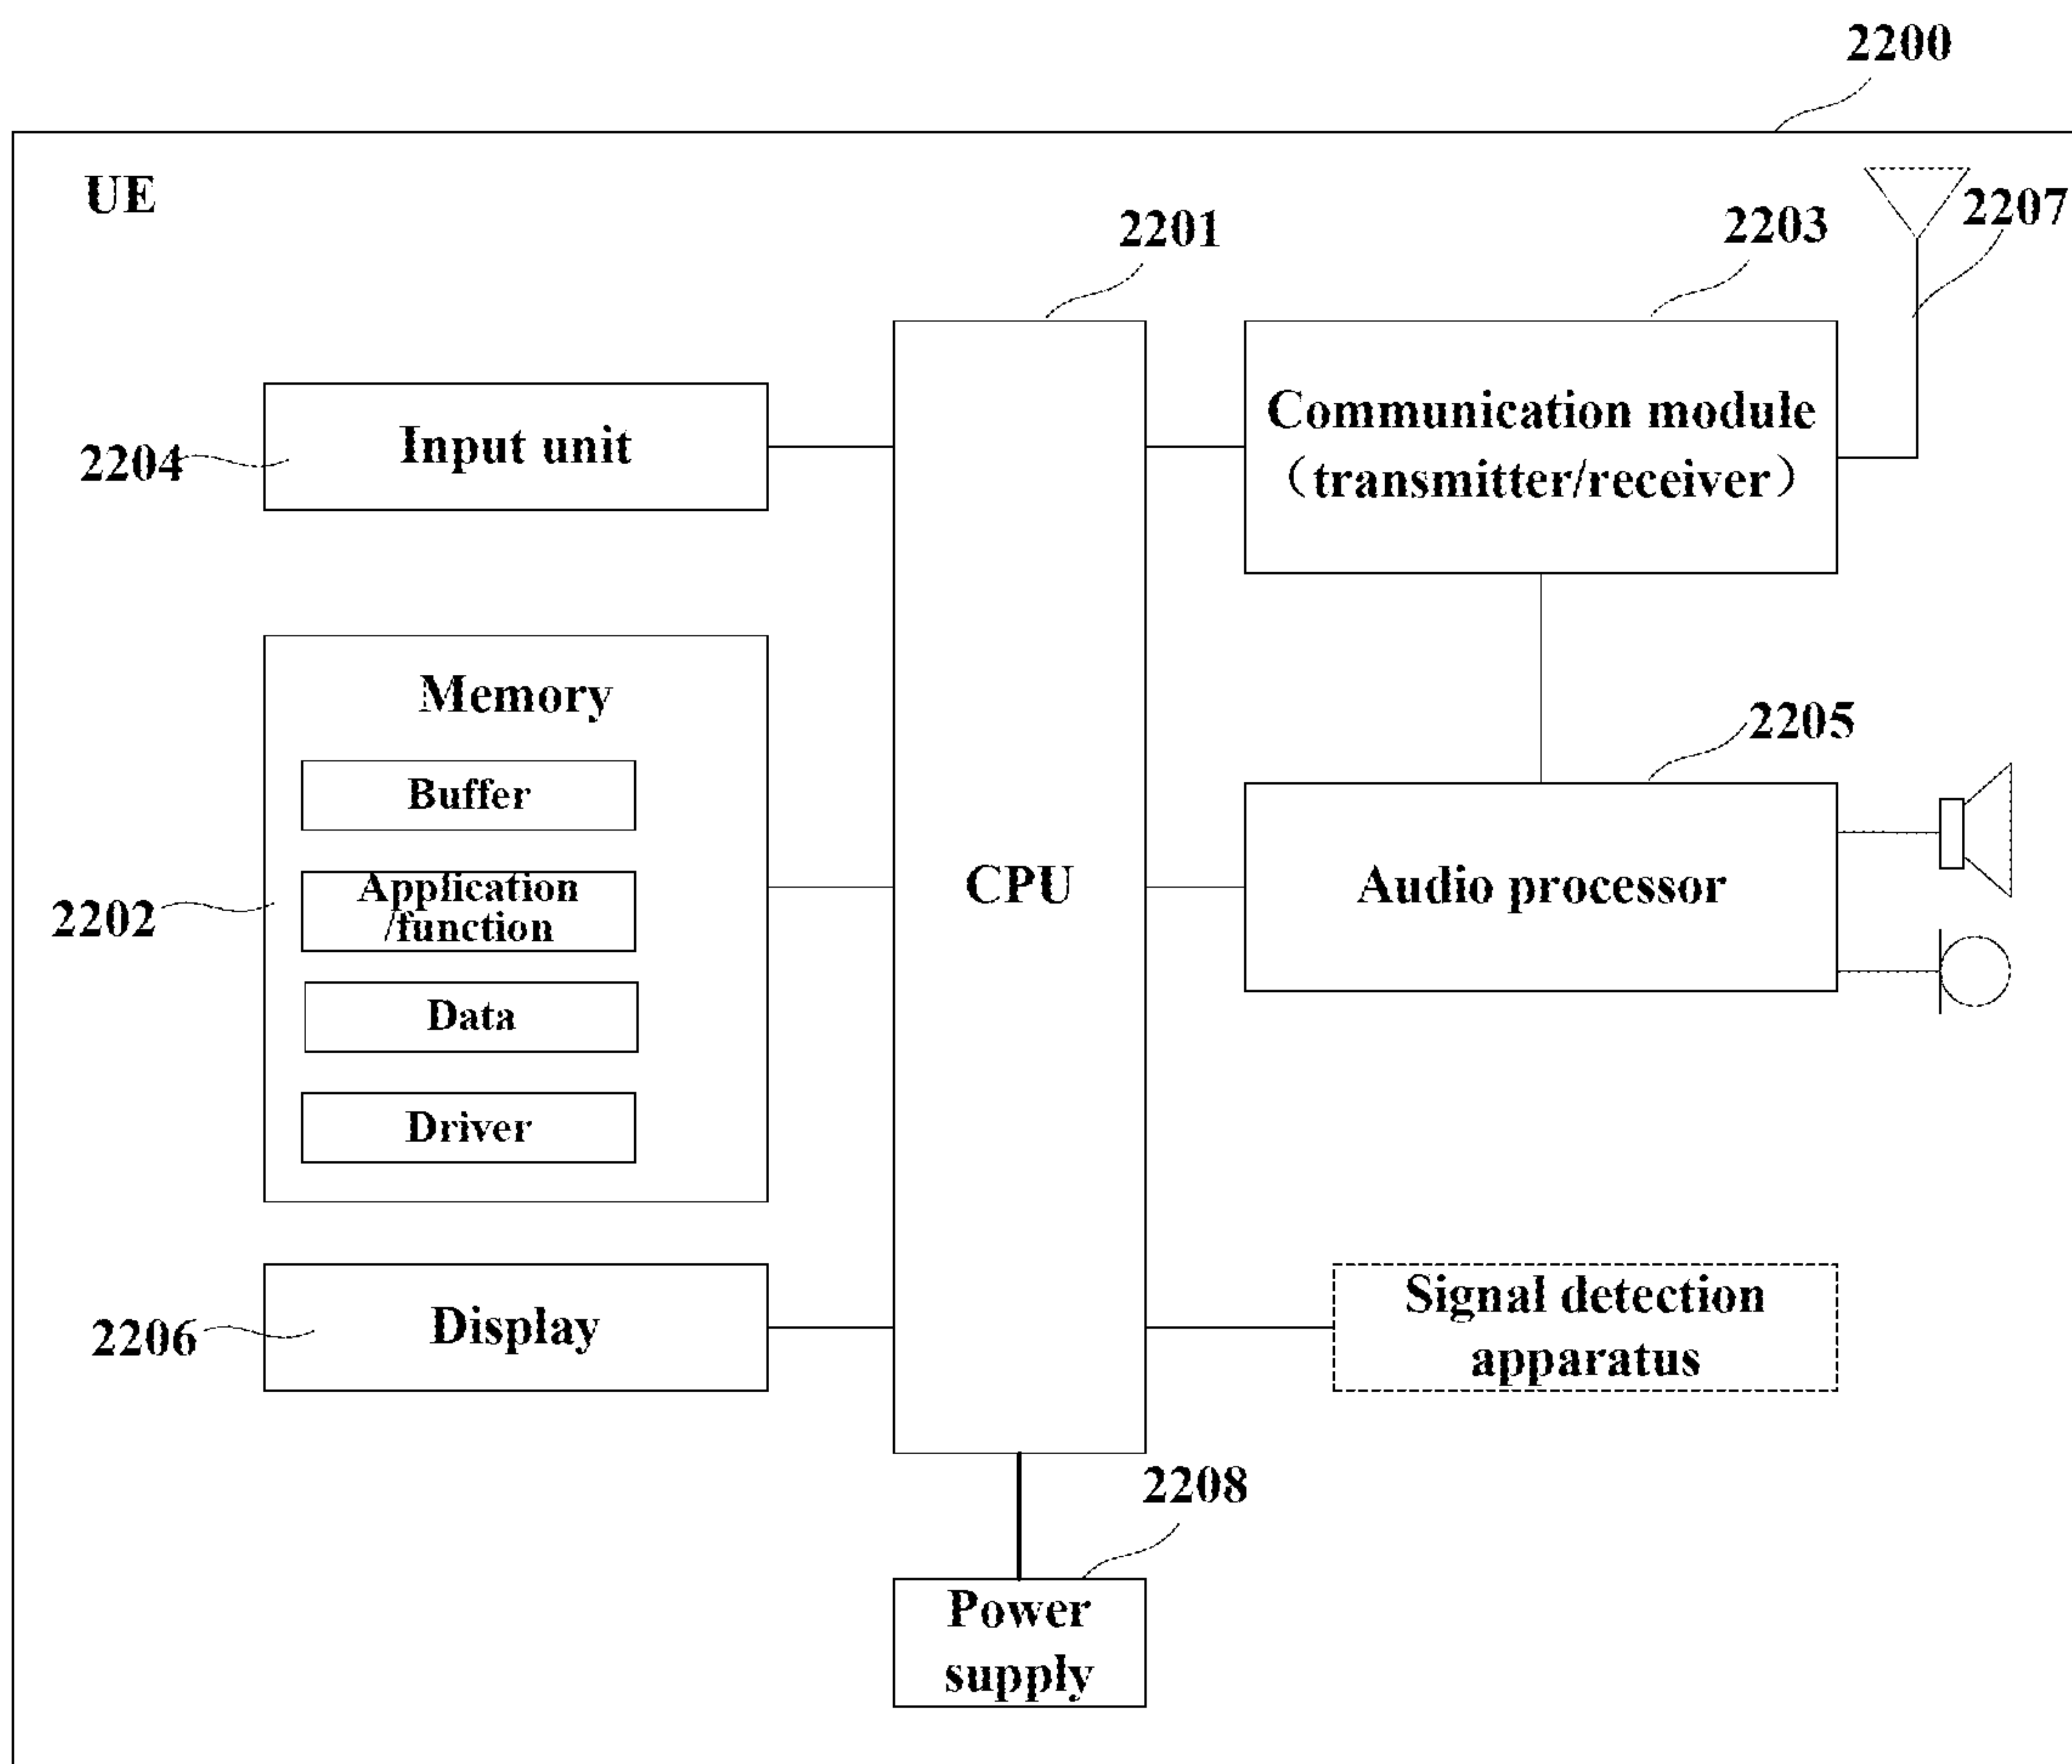 2200
UE
2201
2203
2207
Input unit
2204
Communication module
（transmitter/receiver）
Memory
Buffer
Application
/function
Data
Driver
2202
CPU
2205
Audio processor
Display
2206
Signal detection
apparatus
2208
Power
supply